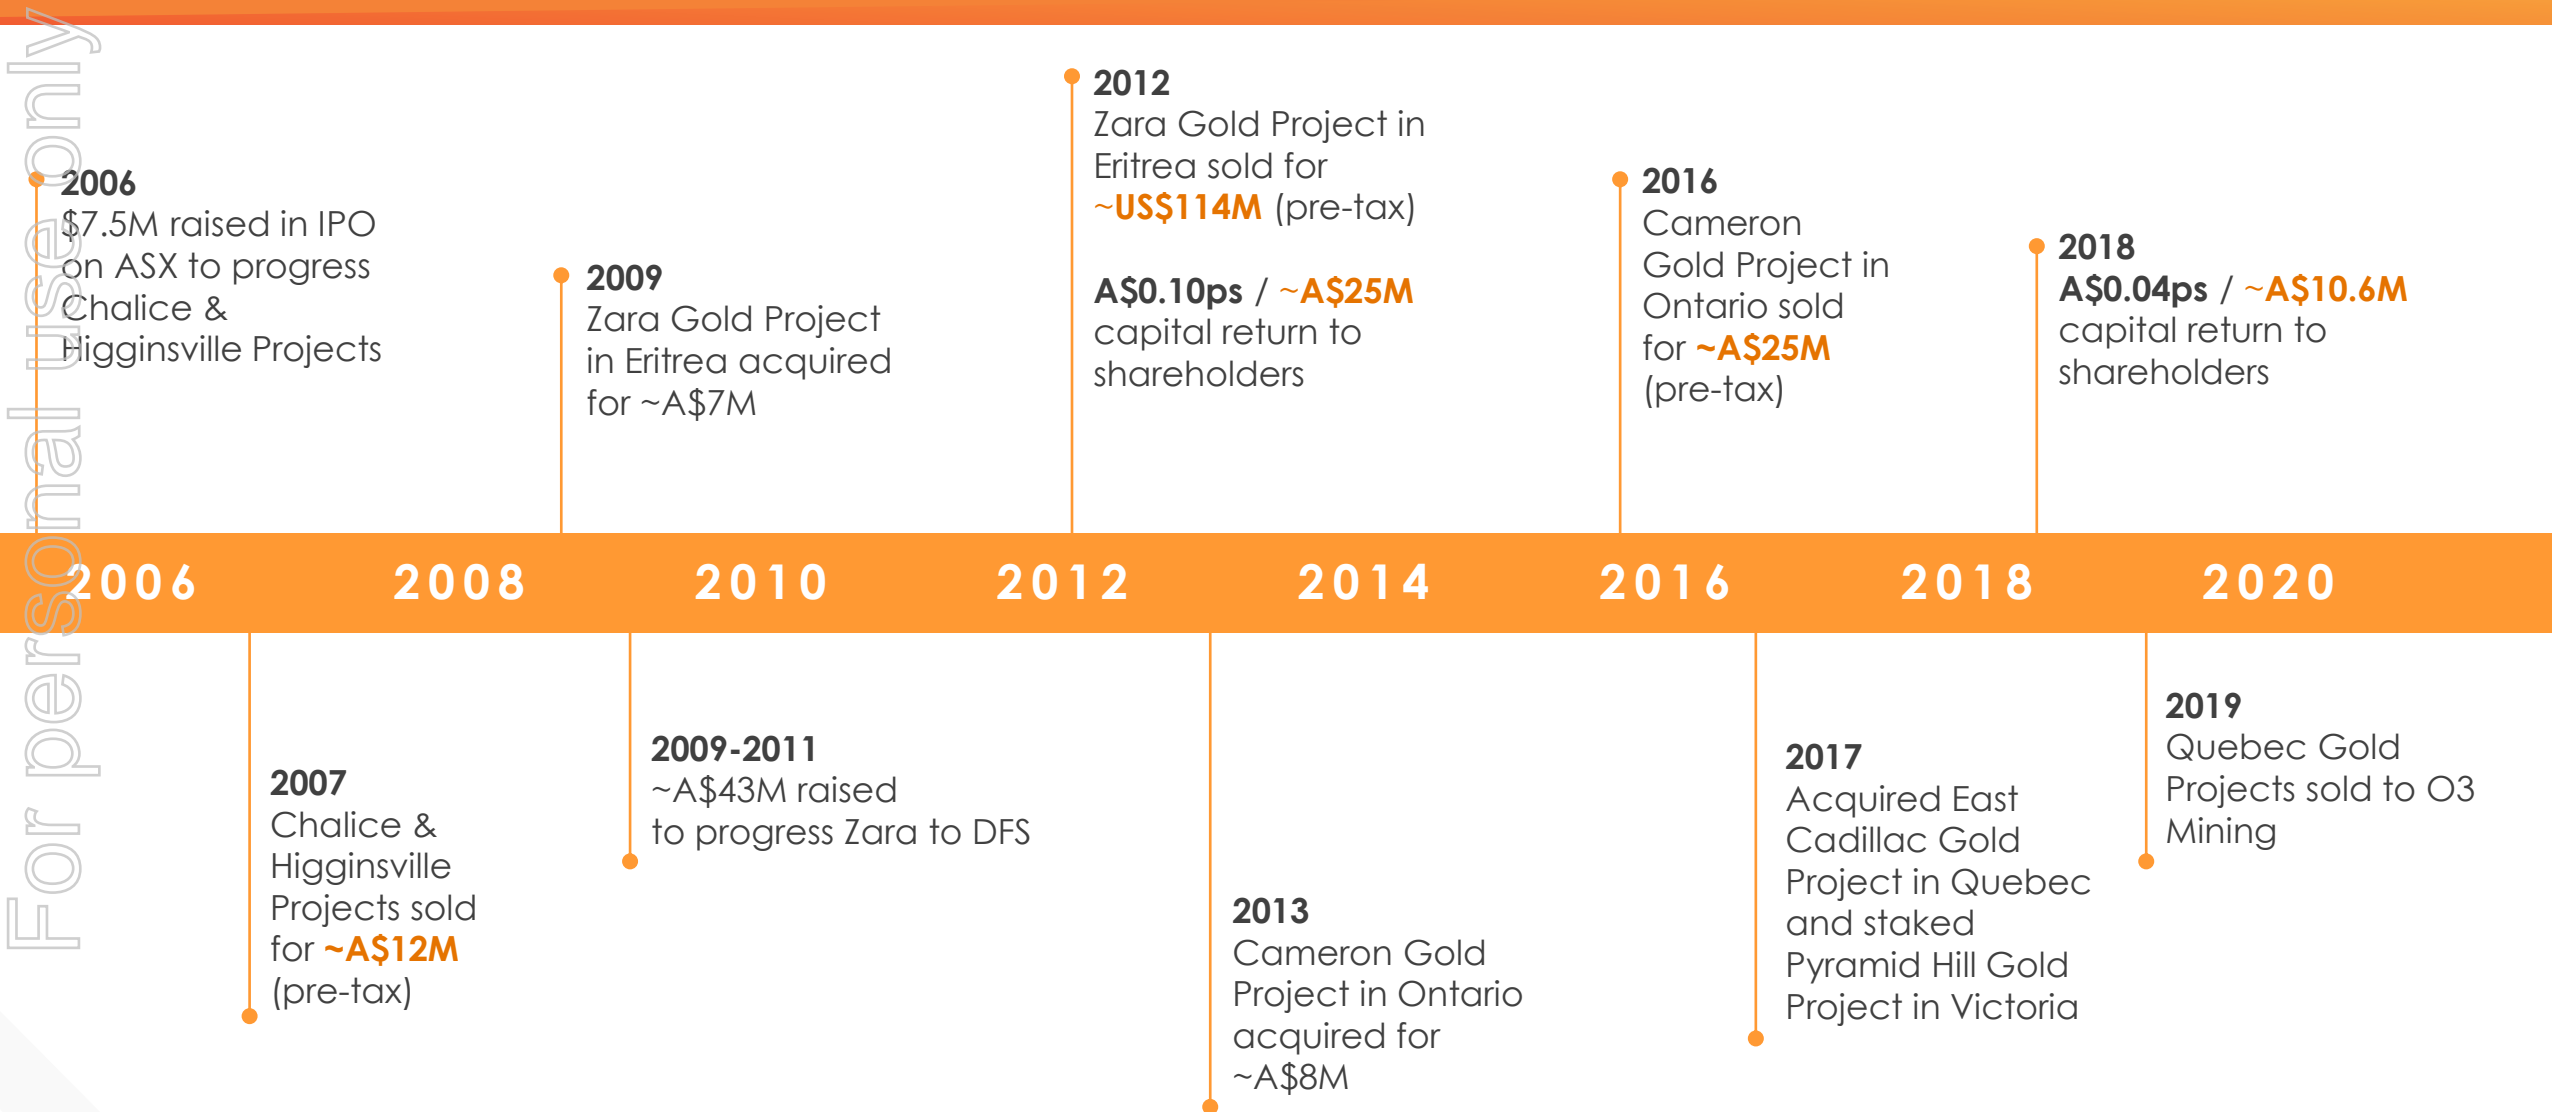 For personal use only
2006
$7.5M raised in IPO
on ASX to progress
Chalice &
Higginsville Projects
2009
Zara Gold Project
in Eritrea acquired
for ~A$7M
2012
Zara Gold Project in
Eritrea sold for
~US$114M (pre-tax)
A$0.10ps / ~A$25M
capital return to
shareholders
2016
Cameron
Gold Project in
Ontario sold
for ~A$25M
(pre-tax)
2018
A$0.04ps / ~A$10.6M
capital return to
shareholders
2006 2008 2010 2012 2014 2016 2018 2020
2007
Chalice &
Higginsville
Projects sold
for ~A$12M
(pre-tax)
2009-2011
~A$43M raised
to progress Zara to DFS
2013
Cameron Gold
Project in Ontario
acquired for
~A$8M
2017
Acquired East
Cadillac Gold
Project in Quebec
and staked
Pyramid Hill Gold
Project in Victoria
2019
Quebec Gold
Projects sold to O3
Mining